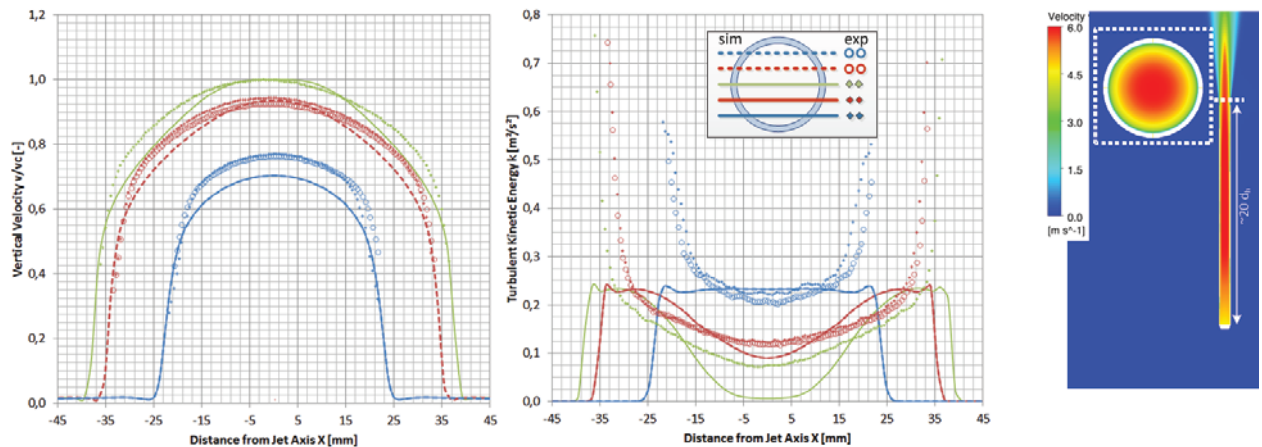 1,2
1,0
0,8
0,6
0,4
0,2
0,0
-45 -35 -25 -15 -5 5 15 25 35 45
Vertical Velocity v/vc [-]
Distance from Jet Axis X [mm]
0,8
0,7
0,6
0,5
0,4
0,3
0,2
0,1
0,0
-45 -35 -25 -15 -5 5 15 25 35 45
Turbulent Kinetic Energy k [m²/s²]
Distance from Jet Axis X [mm]
sim exp
Velocity
6.0
4.5
3.0
1.5
0.0
[m s^-1]
~20 dₕ